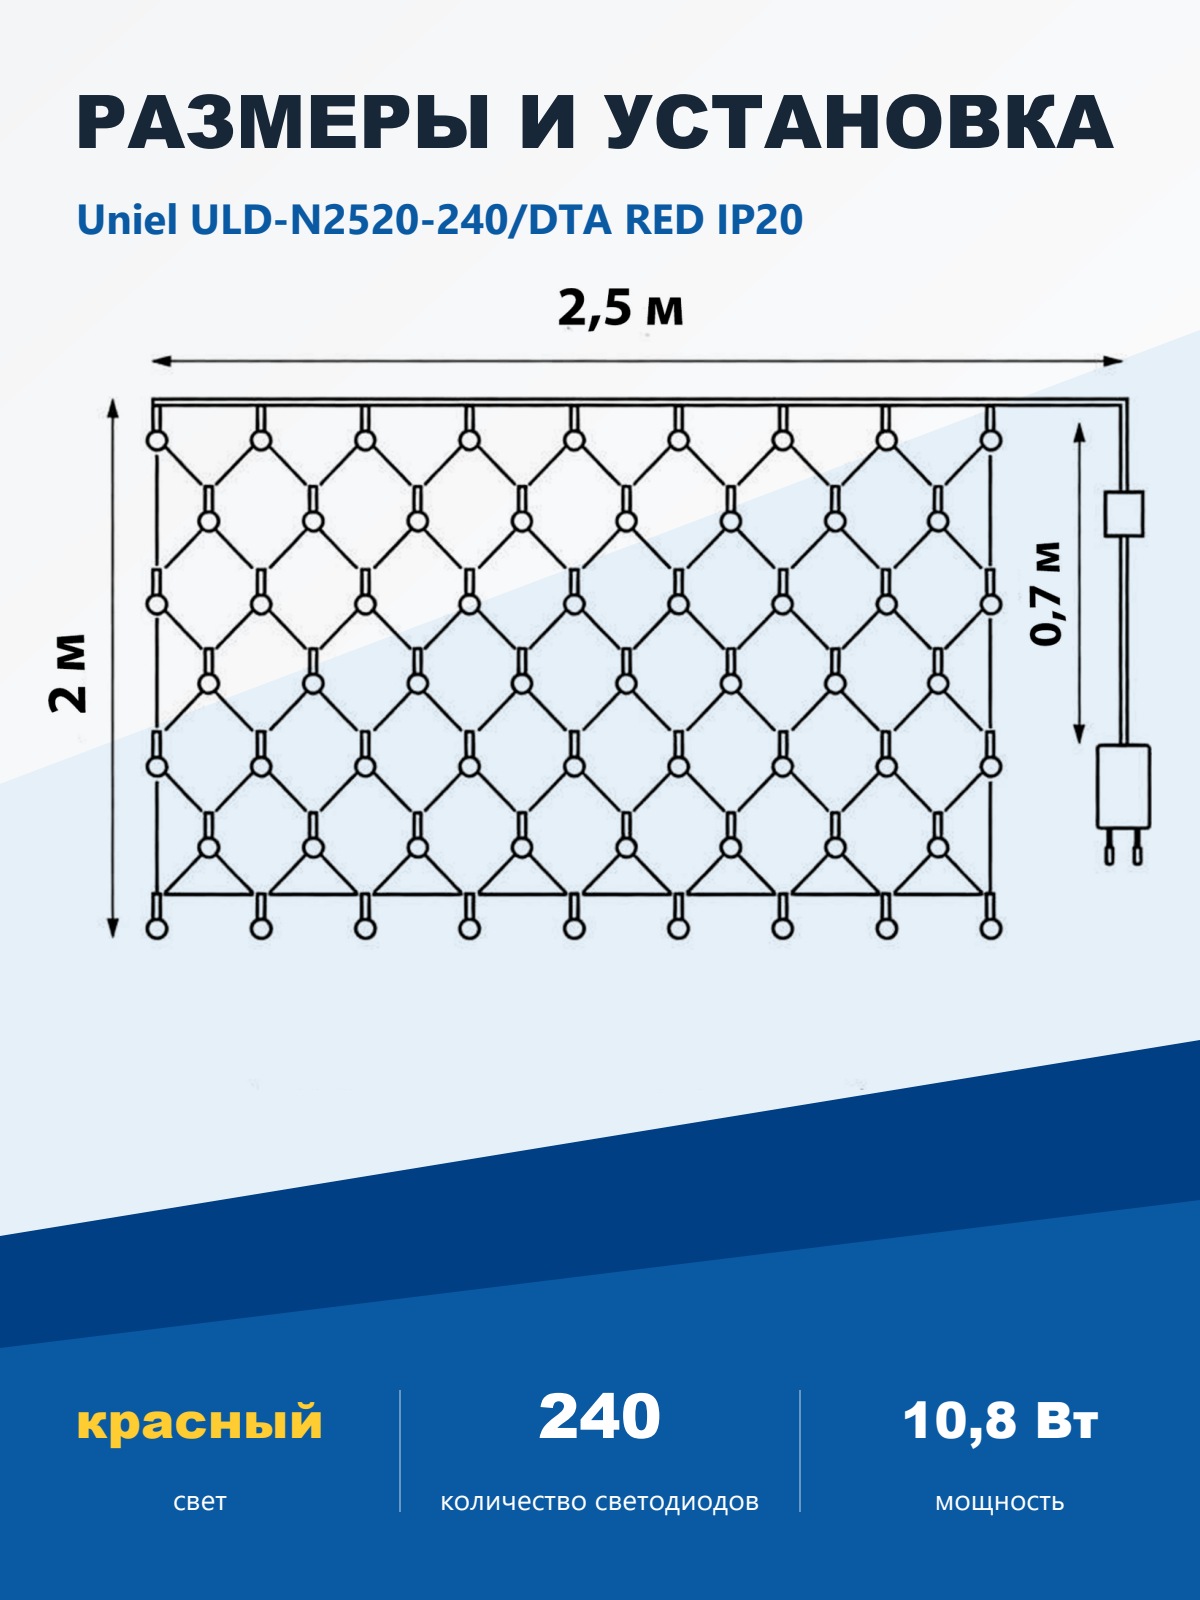 РАЗМЕРЫ И УСТАНОВКА
Uniel ULD-N2520-240/DTA RED IP20
2,5 м
2 м
0,7 м
красный
свет
240
количество светодиодов
10,8 Вт
мощность